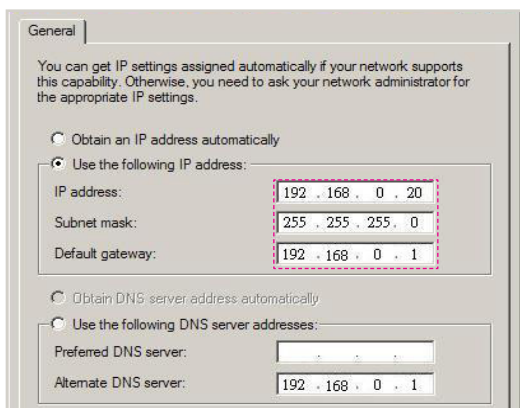 General
You can get IP settings assigned automatically if your network supports
this capability. Otherwise, you need to ask your network administrator for
the appropriate IP settings.
Obtain an IP address automatically
Use the following IP address:
IP address: 192 . 168 . 0 . 20
Subnet mask: 255 . 255 . 255 . 0
Default gateway: 192 . 168 . 0 . 1
Obtain DNS server address automatically
Use the following DNS server addresses:
Preferred DNS server: . . .
Alternate DNS server: 192 . 168 . 0 . 1